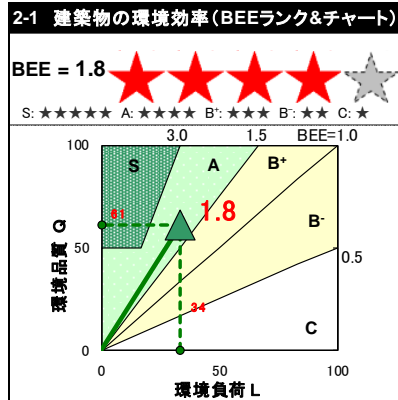 2-1 建築物の環境効率(BEEランク&チャート)
BEE = 1.8
S: ★★★★★ A: ★★★★ B⁺: ★★★ B⁻: ★★ C: ★
3.0 1.5 BEE=1.0
100
S A B⁺
61
1.8
B⁻
50
0.5
環境品質 Q
34
C
0
0 50 100
環境負荷 L